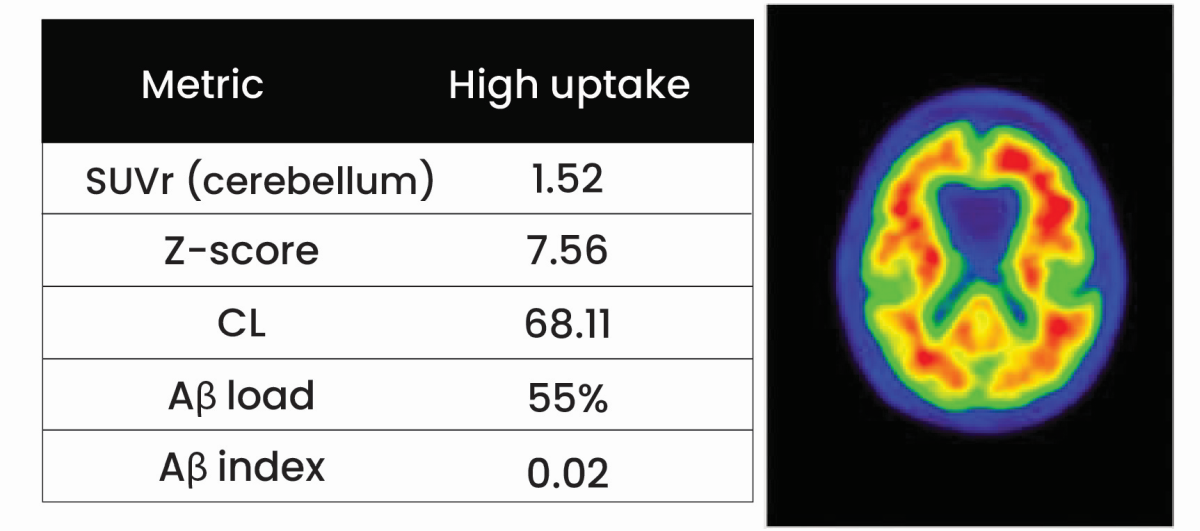 Metric High uptake
SUVr (cerebellum) 1.52
Z-score 7.56
CL 68.11
Aβ load 55%
Aβ index 0.02